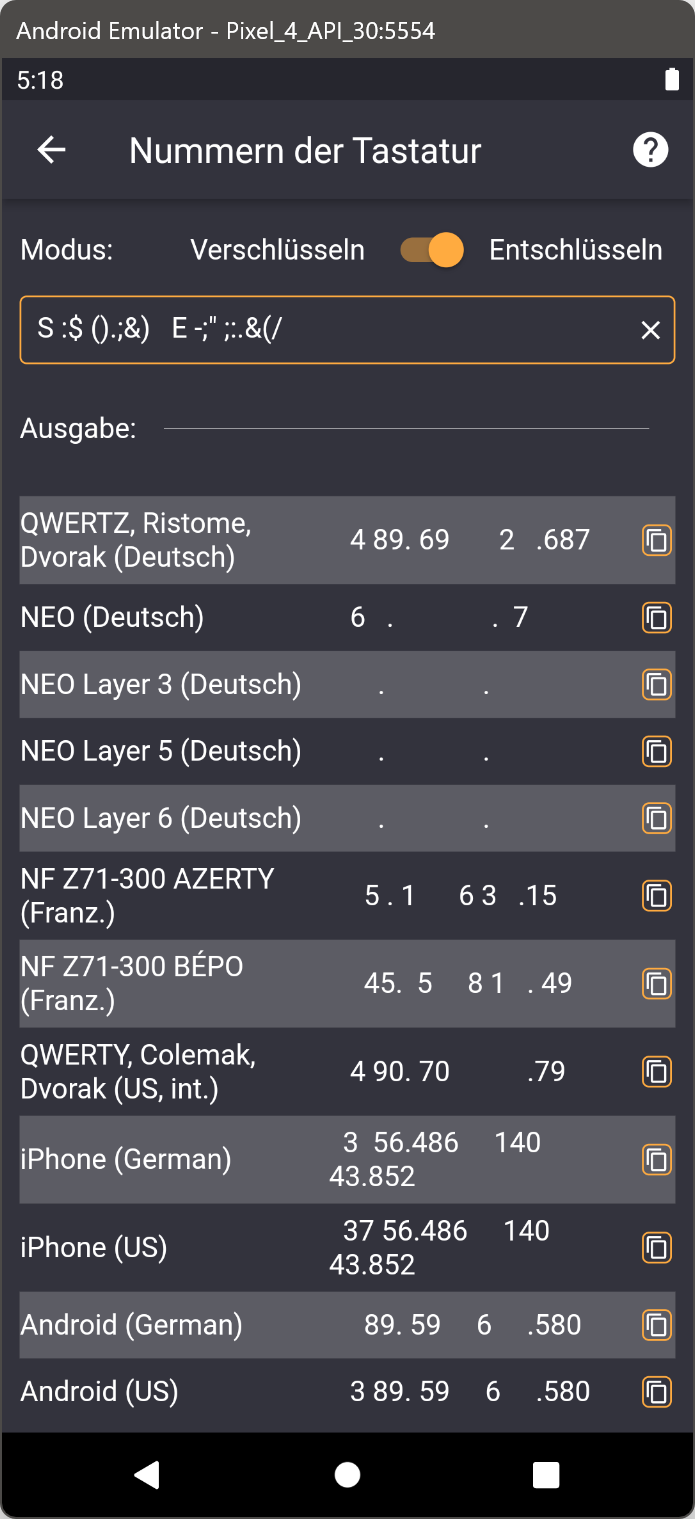 Android Emulator - Pixel_4_API_30:5554
5:18
Nummern der Tastatur
Modus: Verschlüsseln Entschlüsseln
S :$ ().;&) E -;" ;:.&(/
Ausgabe:
QWERTZ, Ristome,
Dvorak (Deutsch)
4 89. 69 2 .687
NEO (Deutsch) 6 . . 7
NEO Layer 3 (Deutsch) . .
NEO Layer 5 (Deutsch) . .
NEO Layer 6 (Deutsch) . .
NF Z71-300 AZERTY
(Franz.)
5 . 1 6 3 .15
NF Z71-300 BÉPO
(Franz.)
45. 5 8 1 . 49
QWERTY, Colemak,
Dvorak (US, int.)
4 90. 70 .79
iPhone (German)
3 56.486 140
43.852
iPhone (US)
37 56.486 140
43.852
Android (German) 89. 59 6 .580
Android (US) 3 89. 59 6 .580